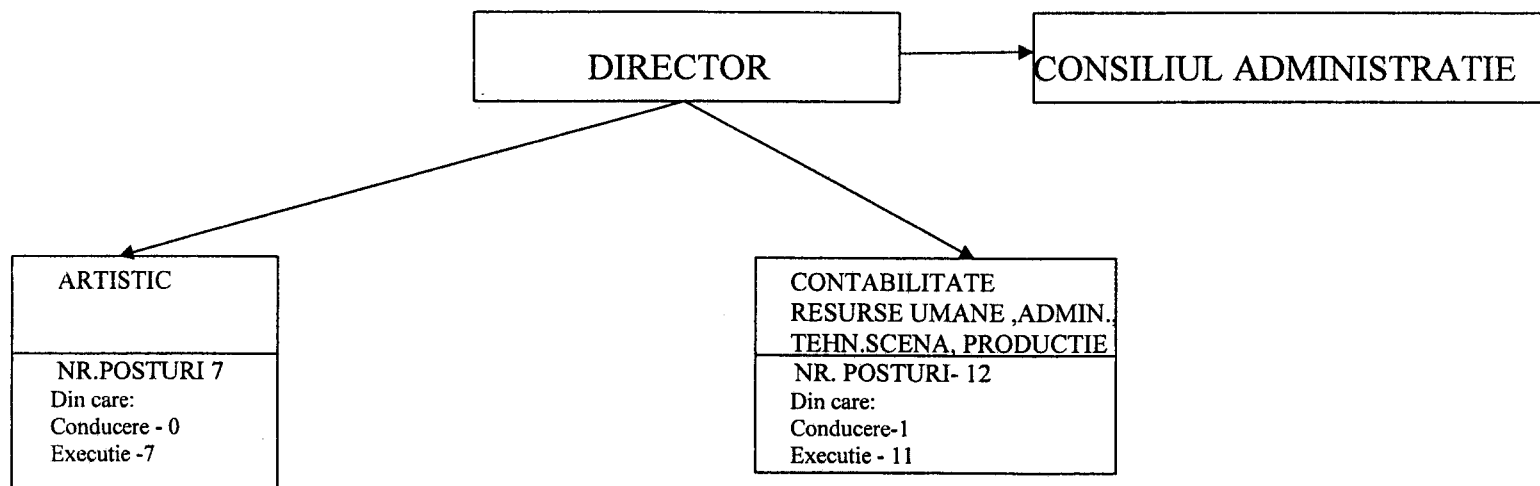 DIRECTOR
CONSILIUL ADMINISTRATIE
ARTISTIC
NR.POSTURI 7
Din care:
Conducere - 0
Executie -7
CONTABILITATE
RESURSE UMANE ,ADMIN.,
TEHN.SCENA, PRODUCTIE
NR. POSTURI- 12
Din care:
Conducere-1
Executie - 11